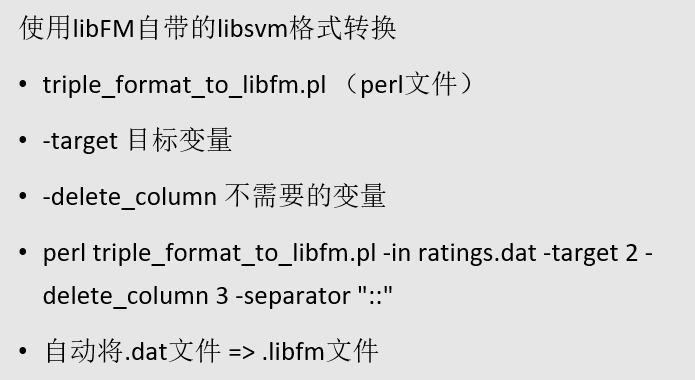 使用libFM自带的libsvm格式转换
• triple_format_to_libfm.pl （perl文件）
• -target 目标变量
• -delete_column 不需要的变量
• perl triple_format_to_libfm.pl -in ratings.dat -target 2 -
delete_column 3 -separator "::"
• 自动将.dat文件 => .libfm文件